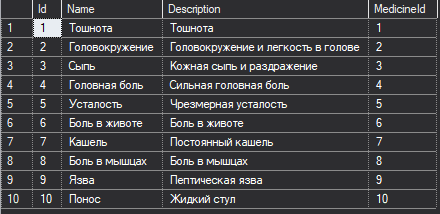 Id Name Description MedicineId
1 1 Тошнота Тошнота 1
2 2 Головокружение Головокружение и легкость в голове 2
3 3 Сыпь Кожная сыпь и раздражение 3
4 4 Головная боль Сильная головная боль 4
5 5 Усталость Чрезмерная усталость 5
6 6 Боль в животе Боль в животе 6
7 7 Кашель Постоянный кашель 7
8 8 Боль в мышцах Боль в мышцах 8
9 9 Язва Пептическая язва 9
10 10 Понос Жидкий стул 10